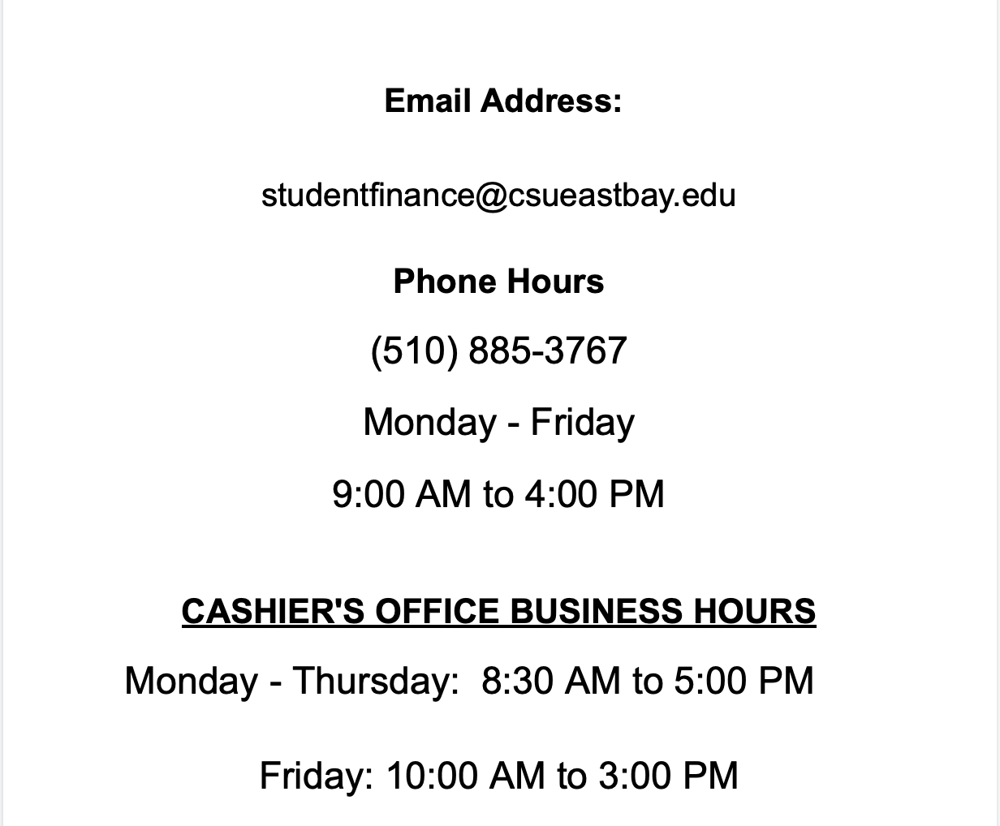 Email Address:
studentfinance@csueastbay.edu
Phone Hours
(510) 885-3767
Monday - Friday
9:00 AM to 4:00 PM
CASHIER'S OFFICE BUSINESS HOURS
Monday - Thursday:  8:30 AM to 5:00 PM
Friday: 10:00 AM to 3:00 PM